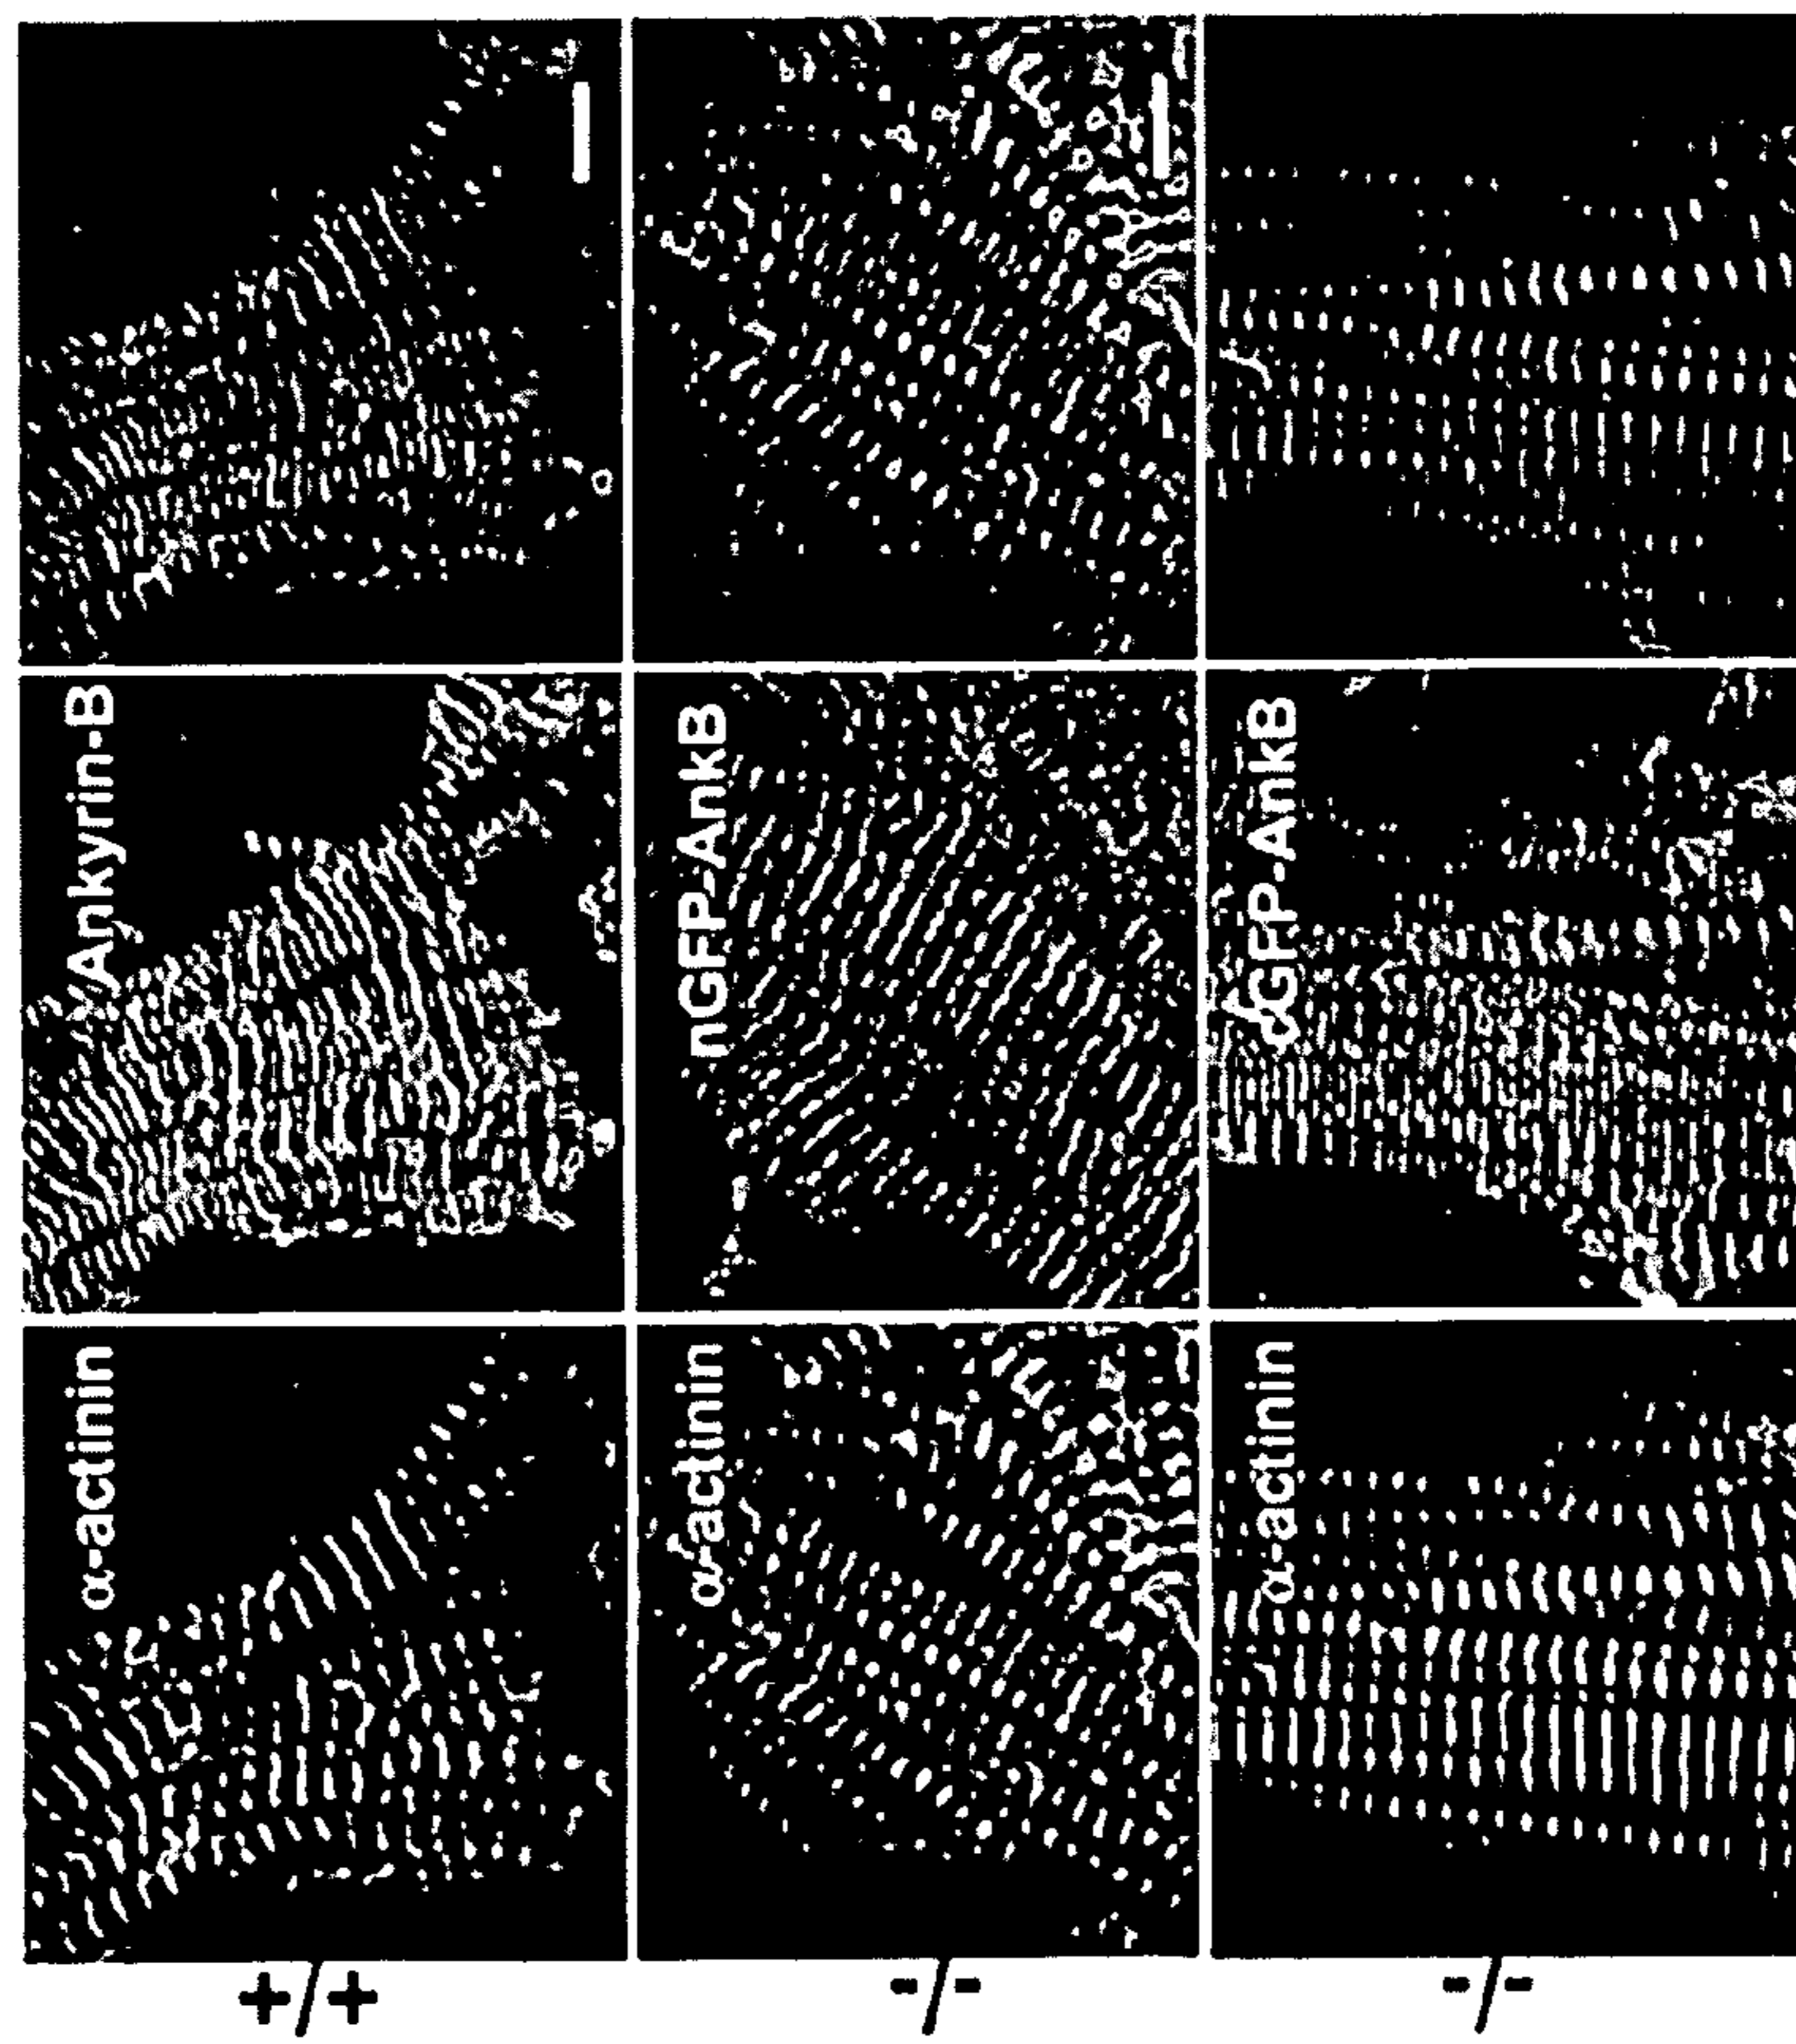 Ankyrin-B
nGFP-AnkB
cGFP-AnkB
α-actinin
α-actinin
α-actinin
+/+
-/-
-/-